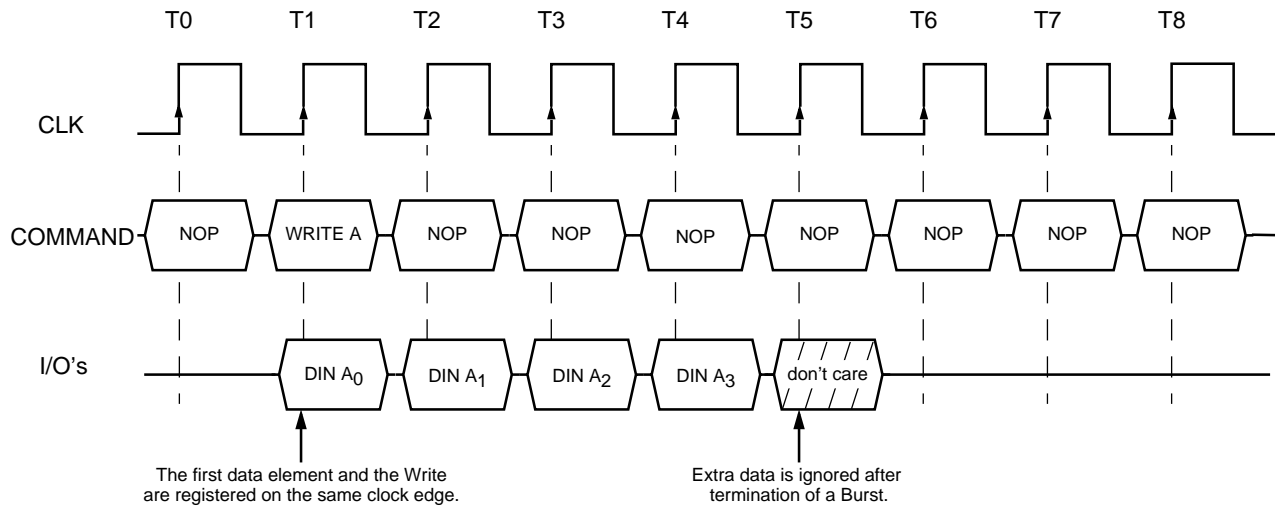 T0 T1 T2 T3 T4 T5 T6 T7 T8
CLK
COMMAND NOP WRITE A NOP NOP NOP NOP NOP NOP NOP
I/O's DIN A0 DIN A1 DIN A2 DIN A3 don't care
The first data element and the Write
are registered on the same clock edge.
Extra data is ignored after
termination of a Burst.